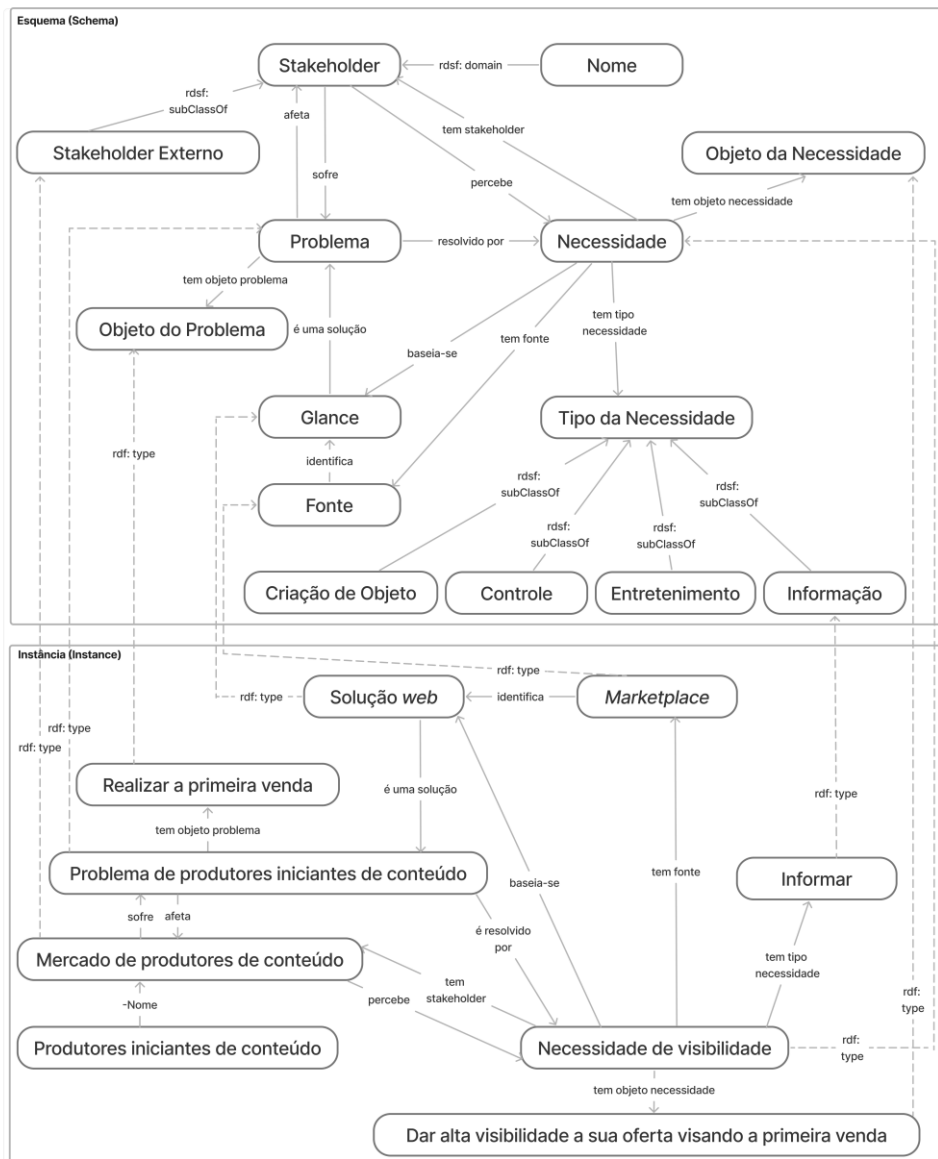 Esquema (Schema)
Stakeholder
rdsf: domain
Nome
rdsf:
subClassOf
afeta
tem stakeholder
Stakeholder Externo
Objeto da Necessidade
sofre
percebe
tem objeto necessidade
Problema
resolvido por
Necessidade
tem objeto problema
Objeto do Problema
é uma solução
tem tipo
necessidade
tem fonte
baseia-se
Glance
Tipo da Necessidade
rdf: type
identifica
Fonte
rdsf:
subClassOf
rdsf:
subClassOf
rdsf:
subClassOf
rdsf:
subClassOf
Criação de Objeto
Controle
Entretenimento
Informação
Instância (Instance)
rdf: type
rdf: type
Solução web
identifica
Marketplace
rdf: type
rdf: type
Realizar a primeira venda
é uma solução
rdf: type
tem objeto problema
Problema de produtores iniciantes de conteúdo
baseia-se
tem fonte
Informar
sofre
afeta
é resolvido
por
Mercado de produtores de conteúdo
tem
stakeholder
tem tipo
necessidade
percebe
-Nome
rdf:
type
Produtores iniciantes de conteúdo
Necessidade de visibilidade
rdf:
type
tem objeto necessidade
Dar alta visibilidade a sua oferta visando a primeira venda